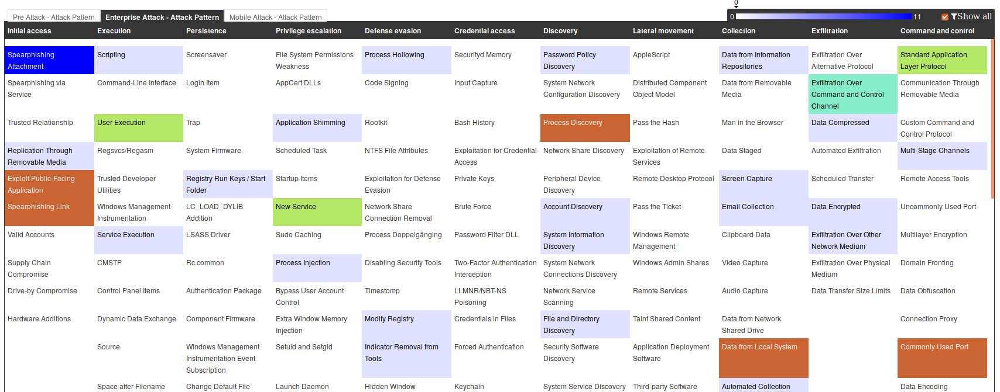 0
Pre Attack - Attack Pattern Enterprise Attack - Attack Pattern Mobile Attack - Attack Pattern 0 11 Show all
Initial access Execution Persistence Privilege escalation Defense evasion Credential access Discovery Lateral movement Collection Exfiltration Command and control
Spearphishing Scripting Screensaver File System Permissions Process Hollowing Securityd Memory Password Policy AppleScript Data from Information Exfiltration Over Standard Application
Attachment Weakness Discovery Repositories Alternative Protocol Layer Protocol
Spearphishing via Command-Line Interface Login Item AppCert DLLs Code Signing Input Capture System Network Distributed Component Data from Removable Exfiltration Over Communication Through
Service Configuration Discovery Object Model Media Command and Control Removable Media
Channel
Trusted Relationship User Execution Trap Application Shimming Rootkit Bash History Process Discovery Pass the Hash Man in the Browser Data Compressed Custom Command and
Control Protocol
Replication Through Regsvcs/Regasm System Firmware Scheduled Task NTFS File Attributes Exploitation for Credential Network Share Discovery Exploitation of Remote Data Staged Automated Exfiltration Multi-Stage Channels
Removable Media Access Services
Exploit Public-Facing Trusted Developer Registry Run Keys / Start Startup Items Exploitation for Defense Private Keys Peripheral Device Remote Desktop Protocol Screen Capture Scheduled Transfer Remote Access Tools
Application Utilities Folder Evasion Discovery
Spearphishing Link Windows Management LC_LOAD_DYLIB New Service Network Share Brute Force Account Discovery Pass the Ticket Email Collection Data Encrypted Uncommonly Used Port
Instrumentation Addition Connection Removal
Valid Accounts Service Execution LSASS Driver Sudo Caching Process Doppelgänging Password Filter DLL System Information Windows Remote Clipboard Data Exfiltration Over Other Multilayer Encryption
Discovery Management Network Medium
Supply Chain CMSTP Rc.common Process Injection Disabling Security Tools Two-Factor Authentication System Network Windows Admin Shares Video Capture Exfiltration Over Physical Domain Fronting
Compromise Interception Connections Discovery Medium
Drive-by Compromise Control Panel Items Authentication Package Bypass User Account Timestomp LLMNR/NBT-NS Network Service Remote Services Audio Capture Data Transfer Size Limits Data Obfuscation
Control Poisoning Scanning
Hardware Additions Dynamic Data Exchange Component Firmware Extra Window Memory Modify Registry Credentials in Files File and Directory Taint Shared Content Data from Network Connection Proxy
Injection Discovery Shared Drive
Source Windows Management Setuid and Setgid Indicator Removal from Forced Authentication Security Software Application Deployment Data from Local System Commonly Used Port
Instrumentation Event Tools Discovery Software
Subscription
Space after Filename Change Default File Launch Daemon Hidden Window Keychain System Service Discovery Third-party Software Automated Collection Data Encoding